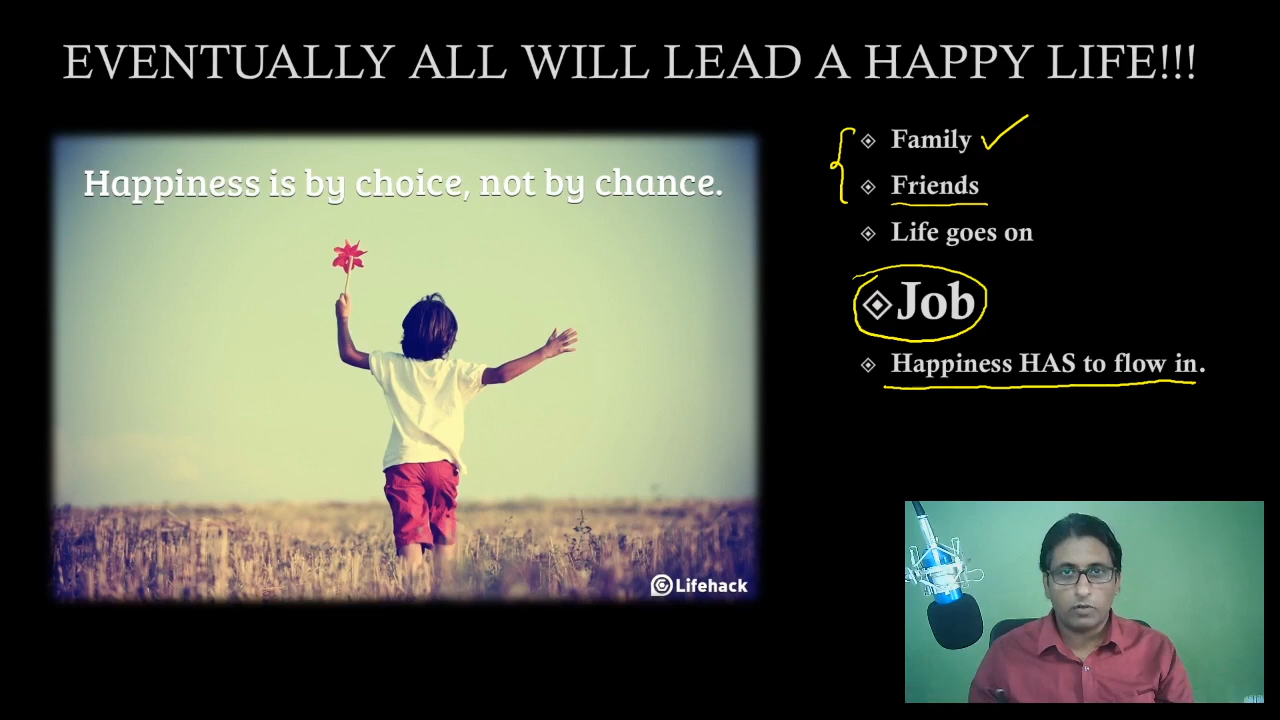 EVENTUALLY ALL WILL LEAD A HAPPY LIFE!!!
Happiness is by choice, not by chance.
Lifehack
Family
Friends
Life goes on
Job
Happiness HAS to flow in.